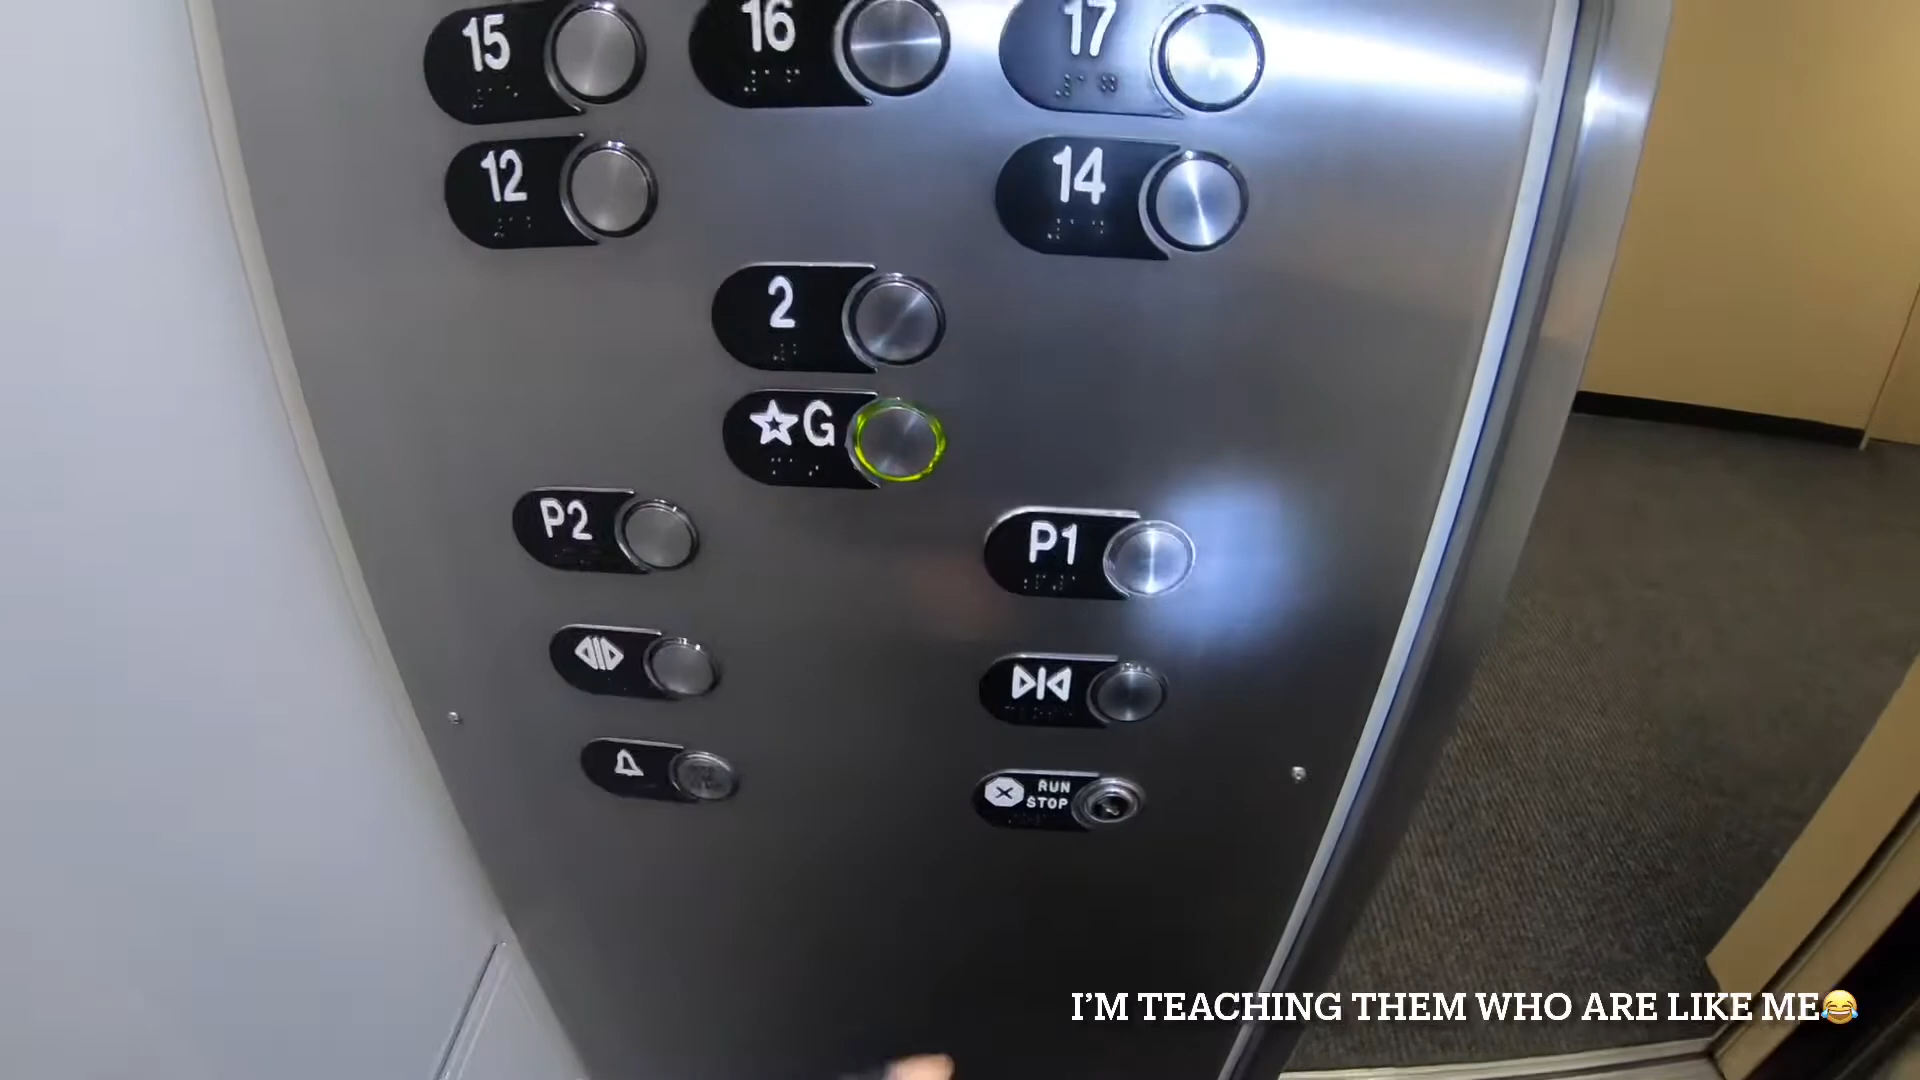 15
16
17
12
14
2
☆G
P2
P1
RUN
STOP
I'M TEACHING THEM WHO ARE LIKE ME😂